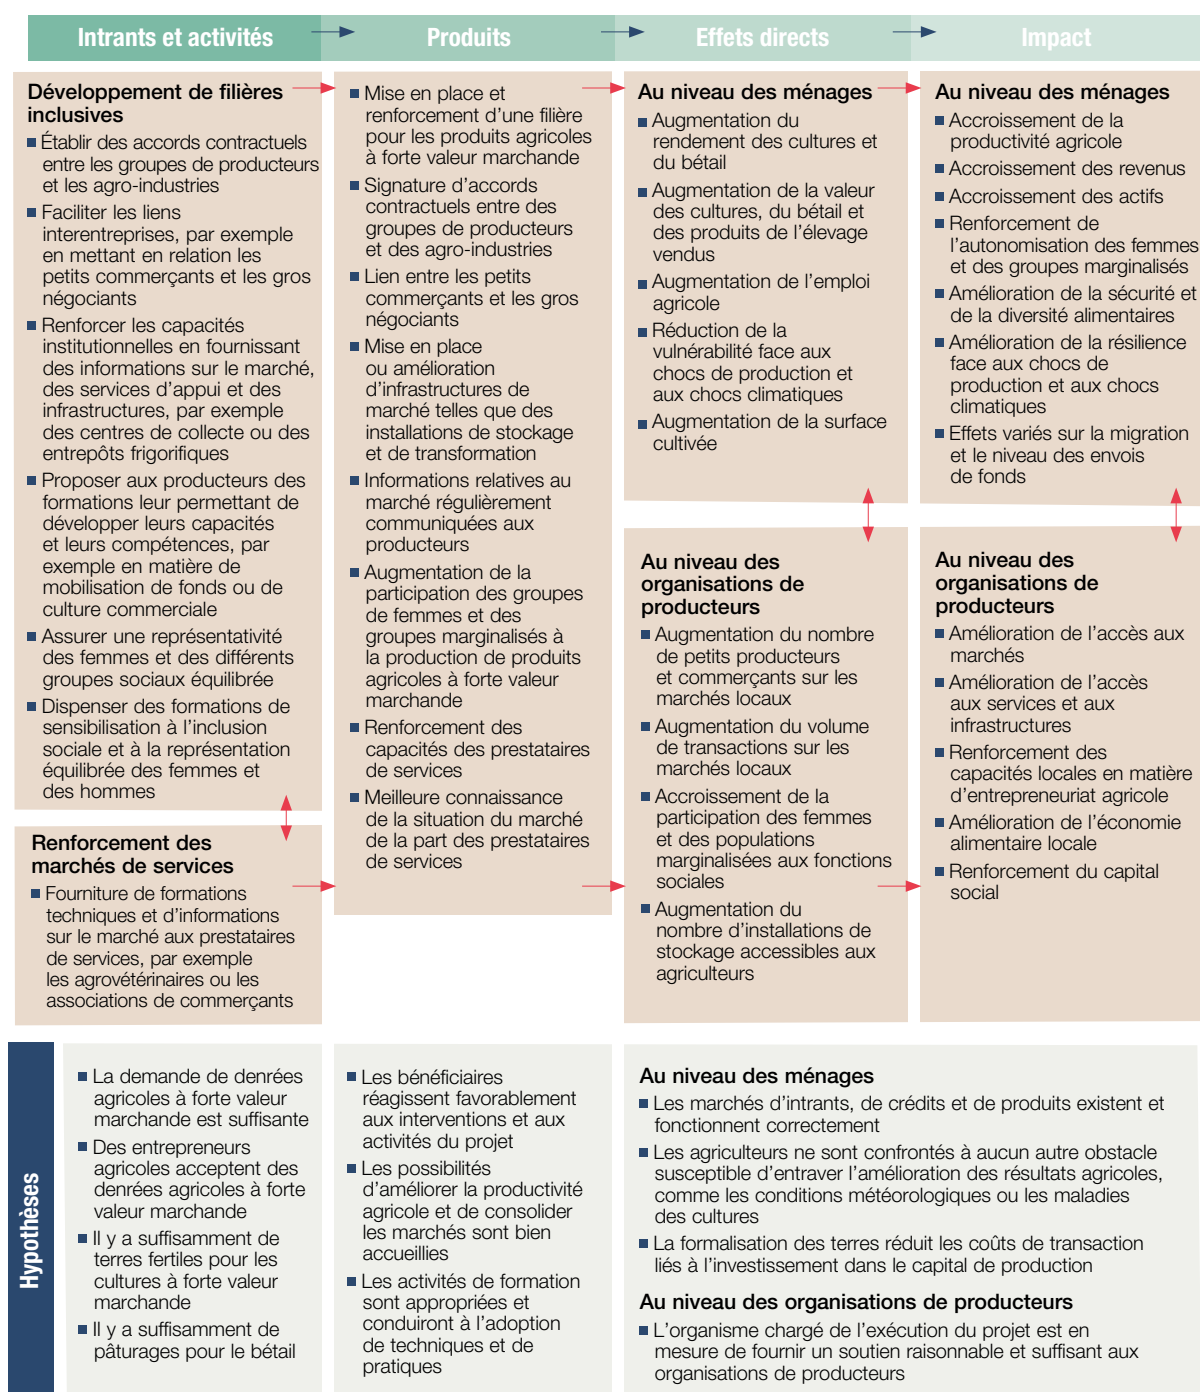 Intrants et activités
Produits
Effets directs
Impact
Développement de filières
inclusives
Établir des accords contractuels
entre les groupes de producteurs
et les agro-industries
Faciliter les liens
interentreprises, par exemple
en mettant en relation les
petits commerçants et les gros
négociants
Renforcer les capacités
institutionnelles en fournissant
des informations sur le marché,
des services d'appui et des
infrastructures, par exemple
des centres de collecte ou des
entrepôts frigorifiques
Proposer aux producteurs des
formations leur permettant de
développer leurs capacités
et leurs compétences, par
exemple en matière de
mobilisation de fonds ou de
culture commerciale
Assurer une représentativité
des femmes et des différents
groupes sociaux équilibrée
Dispenser des formations de
sensibilisation à l'inclusion
sociale et à la représentation
équilibrée des femmes et
des hommes
Renforcement des
marchés de services
Fourniture de formations
techniques et d'informations
sur le marché aux prestataires
de services, par exemple
les agrovétérinaires ou les
associations de commerçants
Mise en place et
renforcement d'une filière
pour les produits agricoles
à forte valeur marchande
Signature d'accords
contractuels entre des
groupes de producteurs
et des agro-industries
Lien entre les petits
commerçants et les gros
négociants
Mise en place
ou amélioration
d'infrastructures de
marché telles que des
installations de stockage
et de transformation
Informations relatives au
marché régulièrement
communiquées aux
producteurs
Augmentation de la
participation des groupes
de femmes et des
groupes marginalisés à
la production de produits
agricoles à forte valeur
marchande
Renforcement des
capacités des prestataires
de services
Meilleure connaissance
de la situation du marché
de la part des prestataires
de services
Au niveau des ménages
Augmentation du
rendement des cultures et
du bétail
Augmentation de la valeur
des cultures, du bétail et
des produits de l'élevage
vendus
Augmentation de l'emploi
agricole
Réduction de la
vulnérabilité face aux
chocs de production et
aux chocs climatiques
Augmentation de la surface
cultivée
Au niveau des
organisations de
producteurs
Augmentation du nombre
de petits producteurs
et commerçants sur les
marchés locaux
Augmentation du volume
de transactions sur les
marchés locaux
Accroissement de la
participation des femmes
et des populations
marginalisées aux fonctions
sociales
Augmentation du
nombre d'installations de
stockage accessibles aux
agriculteurs
Au niveau des ménages
Accroissement de la
productivité agricole
Accroissement des revenus
Accroissement des actifs
Renforcement de
l'autonomisation des femmes
et des groupes marginalisés
Amélioration de la sécurité et
de la diversité alimentaires
Amélioration de la résilience
face aux chocs de
production et aux chocs
climatiques
Effets variés sur la migration
et le niveau des envois
de fonds
Au niveau des
organisations de
producteurs
Amélioration de l'accès aux
marchés
Amélioration de l'accès
aux services et aux
infrastructures
Renforcement des
capacités locales en matière
d'entrepreneuriat agricole
Amélioration de l'économie
alimentaire locale
Renforcement du capital
social
Hypothèses
La demande de denrées
agricoles à forte valeur
marchande est suffisante
Des entrepreneurs
agricoles acceptent des
denrées agricoles à forte
valeur marchande
Il y a suffisamment de
terres fertiles pour les
cultures à forte valeur
marchande
Il y a suffisamment de
pâturages pour le bétail
Les bénéficiaires
réagissent favorablement
aux interventions et aux
activités du projet
Les possibilités
d'améliorer la productivité
agricole et de consolider
les marchés sont bien
accueillies
Les activités de formation
sont appropriées et
conduiront à l'adoption
de techniques et de
pratiques
Au niveau des ménages
Les marchés d'intrants, de crédits et de produits existent et
fonctionnent correctement
Les agriculteurs ne sont confrontés à aucun autre obstacle
susceptible d'entraver l'amélioration des résultats agricoles,
comme les conditions météorologiques ou les maladies
des cultures
La formalisation des terres réduit les coûts de transaction
liés à l'investissement dans le capital de production
Au niveau des organisations de producteurs
L'organisme chargé de l'exécution du projet est en
mesure de fournir un soutien raisonnable et suffisant aux
organisations de producteurs